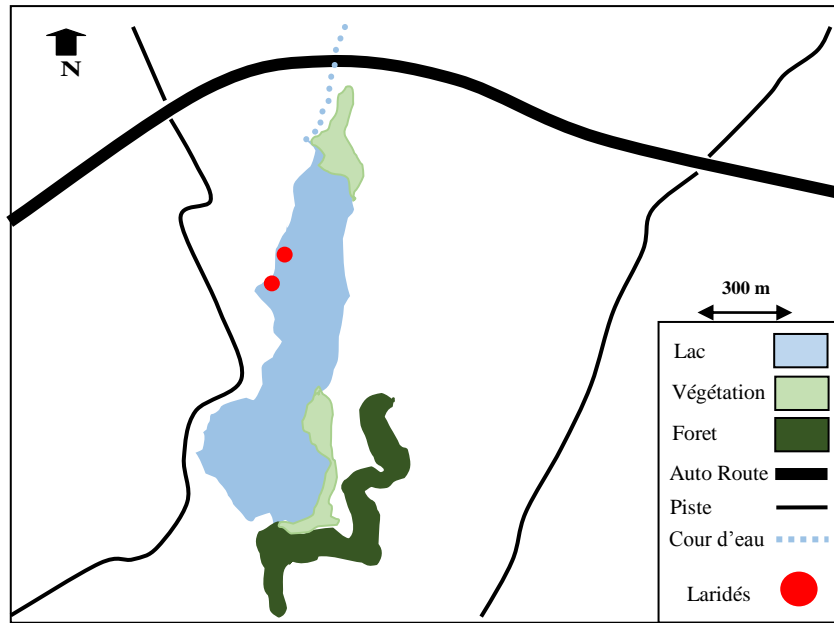 N
300 m
Lac
Végétation
Foret
Auto Route
Piste
Cour d'eau
Laridés